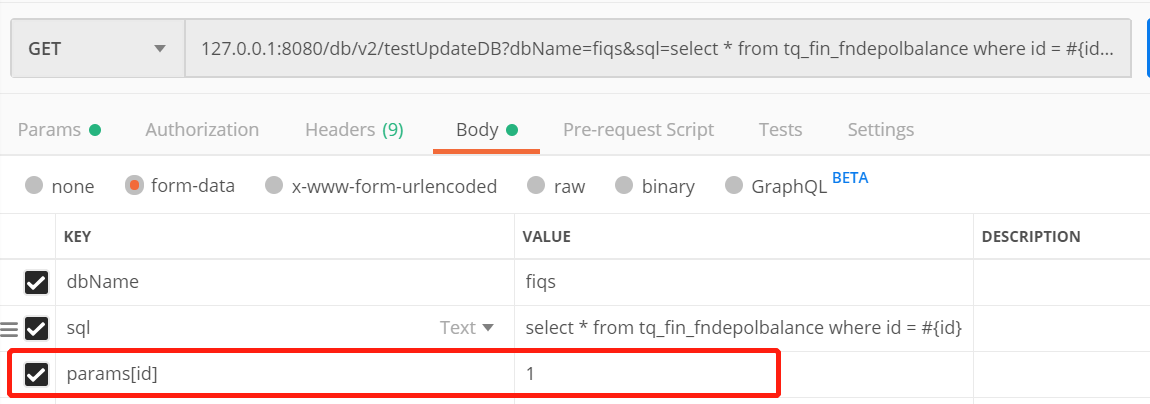 GET 127.0.0.1:8080/db/v2/testUpdateDB?dbName=fiqs&sql=select * from tq_fin_fndepolbalance where id = #{id...
Params Authorization Headers (9) Body Pre-request Script Tests Settings
none form-data x-www-form-urlencoded raw binary GraphQL BETA
KEY VALUE DESCRIPTION
dbName fiqs
sql Text select * from tq_fin_fndepolbalance where id = #{id}
params[id] 1